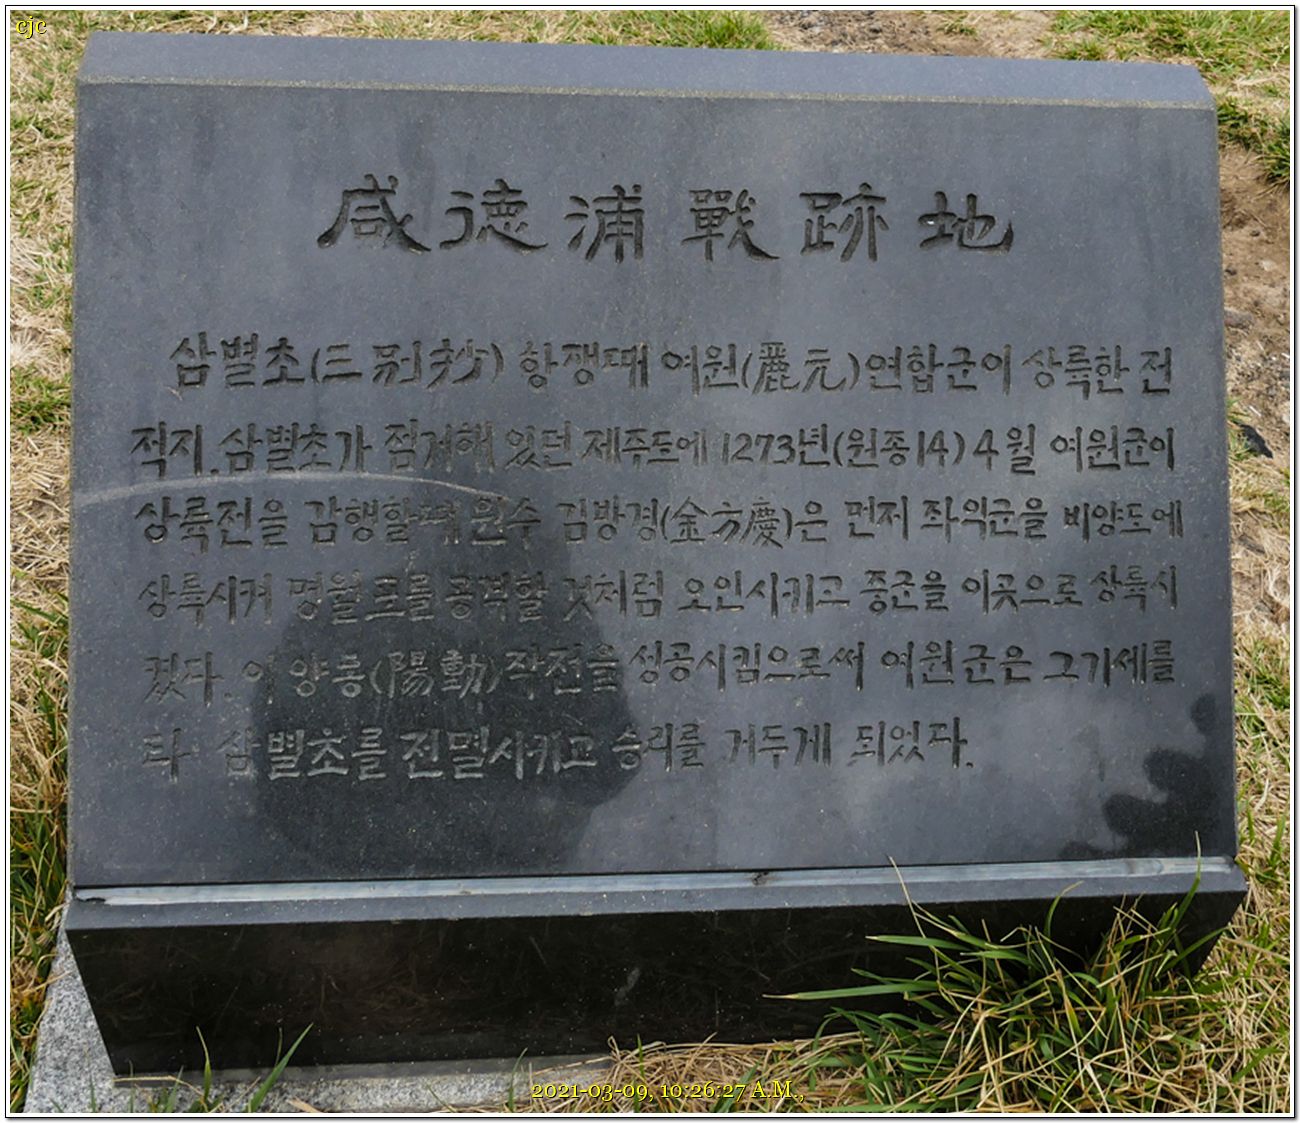 cjc
咸德浦戰跡地
삼별초(三別抄) 항쟁때 여원(麗元)연합군이 상륙한 전
적지. 삼별초가 점거해 있던 제주도에 1273년(원종14) 4월 여원군이
상륙전을 감행할때 원수 김방경(金方慶)은 먼저 좌익군을 비양도에
상륙시켜 명월포를 공격할 것처럼 오인시키고 중군을 이곳으로 상륙시
켰다. 이 양동(陽動)작전을 성공시킴으로써 여원군은 그기세를
타 삼별초를 전멸시키고 승리를 거두게 되었다.
2021-03-09, 10:26:27 A.M.,